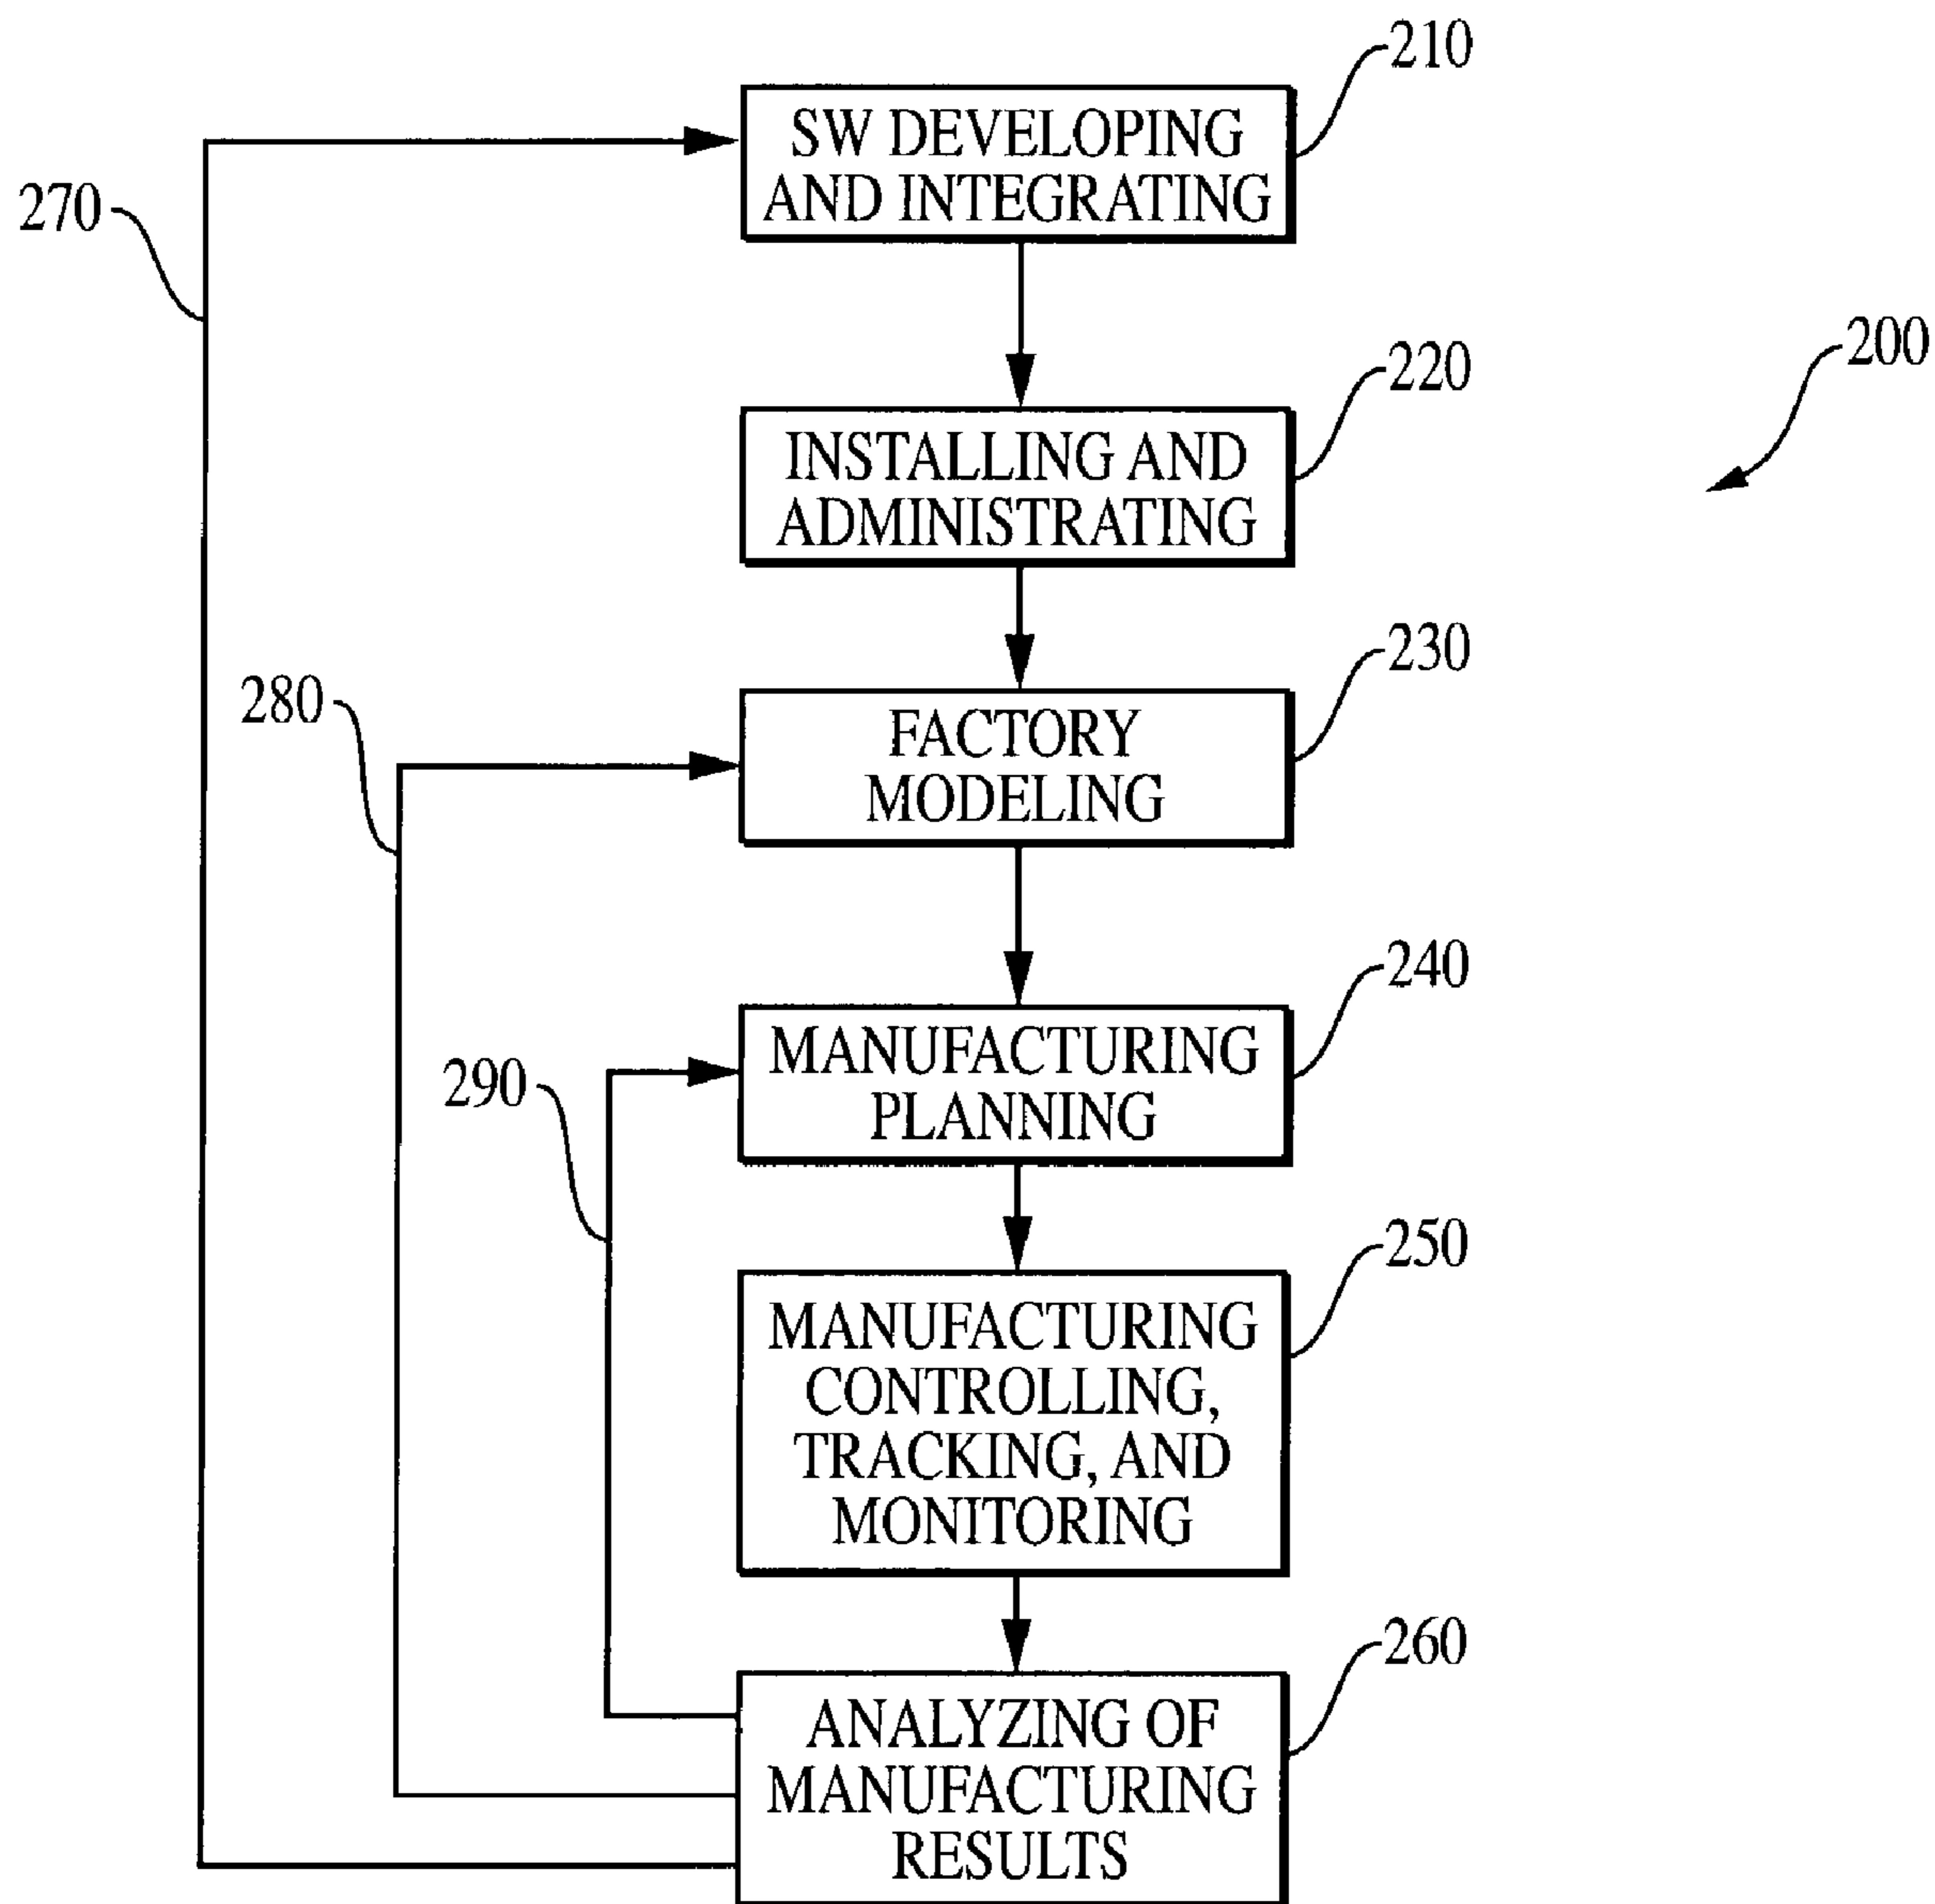 210
SW DEVELOPING
AND INTEGRATING
270
200
220
INSTALLING AND
ADMINISTRATING
230
280
FACTORY
MODELING
240
290
MANUFACTURING
PLANNING
250
MANUFACTURING
CONTROLLING,
TRACKING, AND
MONITORING
260
ANALYZING OF
MANUFACTURING
RESULTS